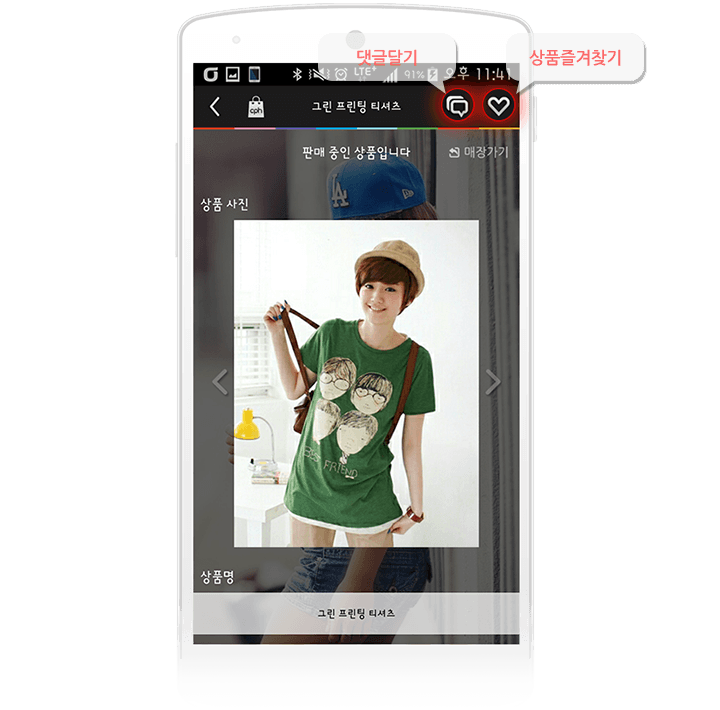 댓글달기
상품즐겨찾기
LTE+ 91% 오후 11:41
cph
그린 프린팅 티셔츠
판매 중인 상품입니다
매장가기
LA
상품 사진
FRIEND
상품명
그린 프린팅 티셔츠